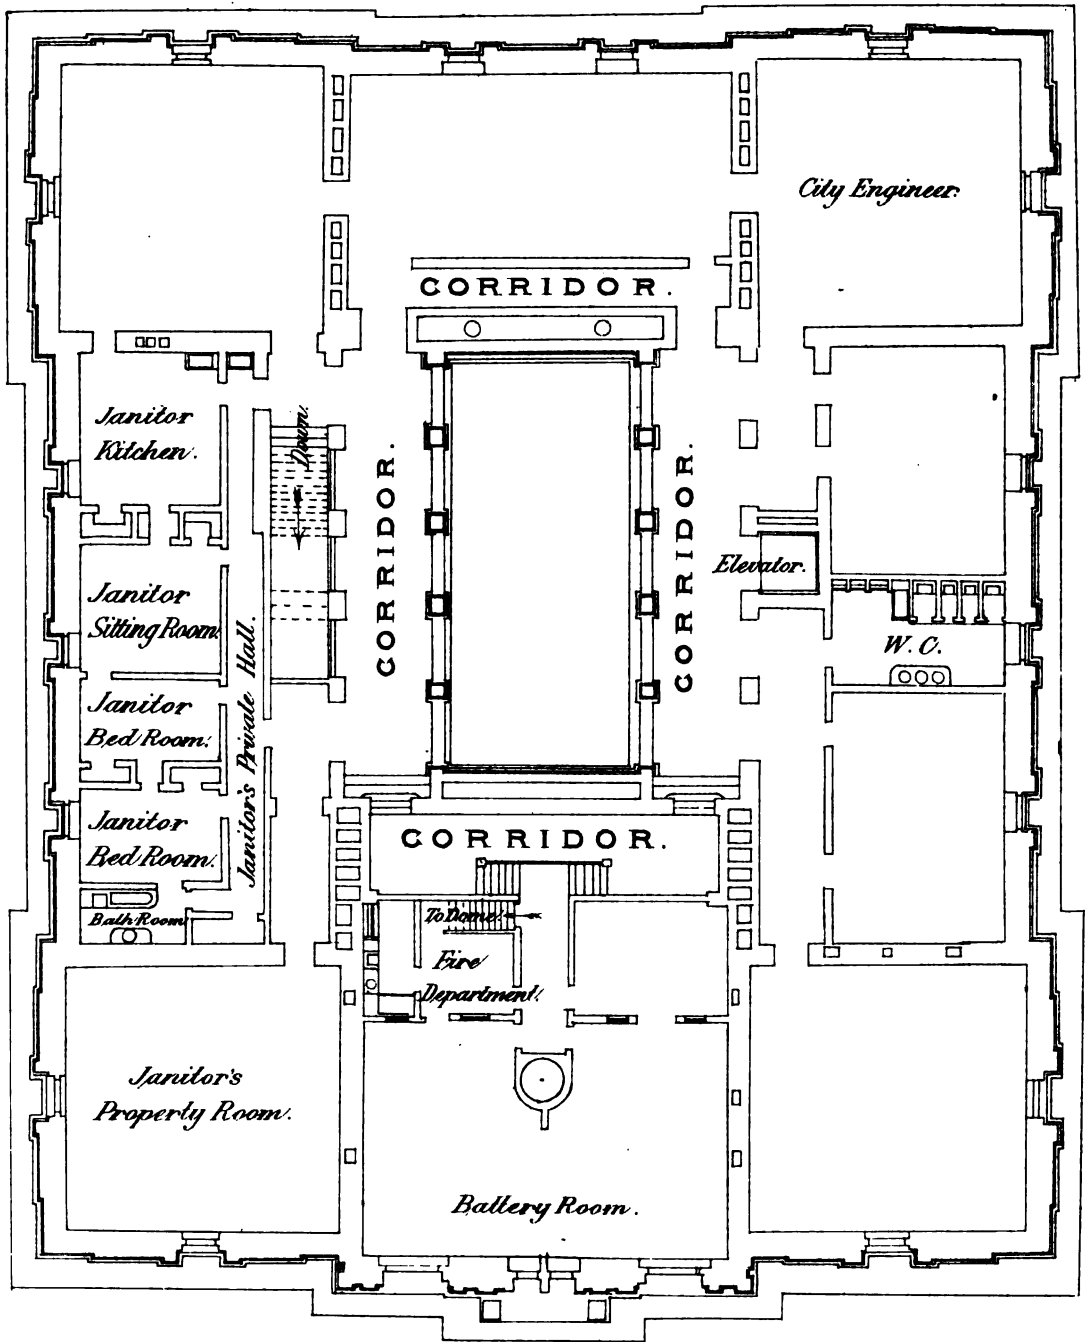 City Engineer.
CORRIDOR.
Janitor
Kitchen.
Down.
CORRIDOR.
CORRIDOR.
Elevator.
Janitor
Sitting Room.
W. C.
Janitor's Private Hall.
Janitor
Bed Room.
Janitor
Bed Room.
CORRIDOR.
Bath Room
To Dome.
Fire
Department.
Janitor's
Property Room.
Battery Room.